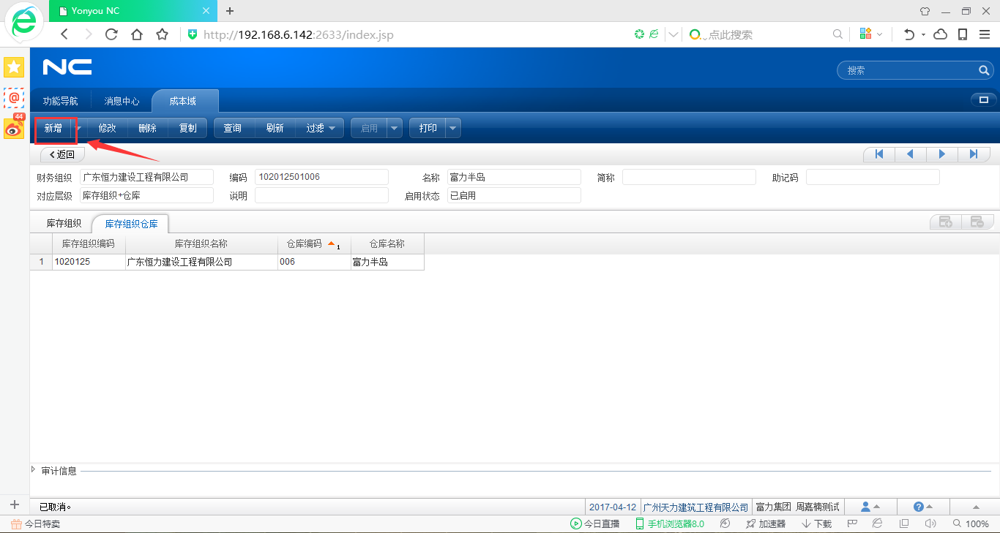 Yonyou NC
http://192.168.6.142:2633/index.jsp
点此搜索
NC
搜索
功能导航 消息中心 成本域
44
新增 修改 删除 复制 查询 刷新 过滤 启用 打印
返回
财务组织 广东恒力建设工程有限公司 编码 102012501006 名称 富力半岛 简称 助记码
对应层级 库存组织+仓库 说明 启用状态 已启用
库存组织 库存组织仓库
库存组织编码 库存组织名称 仓库编码 1 仓库名称
1 1020125 广东恒力建设工程有限公司 006 富力半岛
审计信息
已取消。 2017-04-12 广州天力建筑工程有限公司 富力集团 周嘉楠测试
今日特卖 今日直播 手机浏览器8.0 加速器 下载 100%